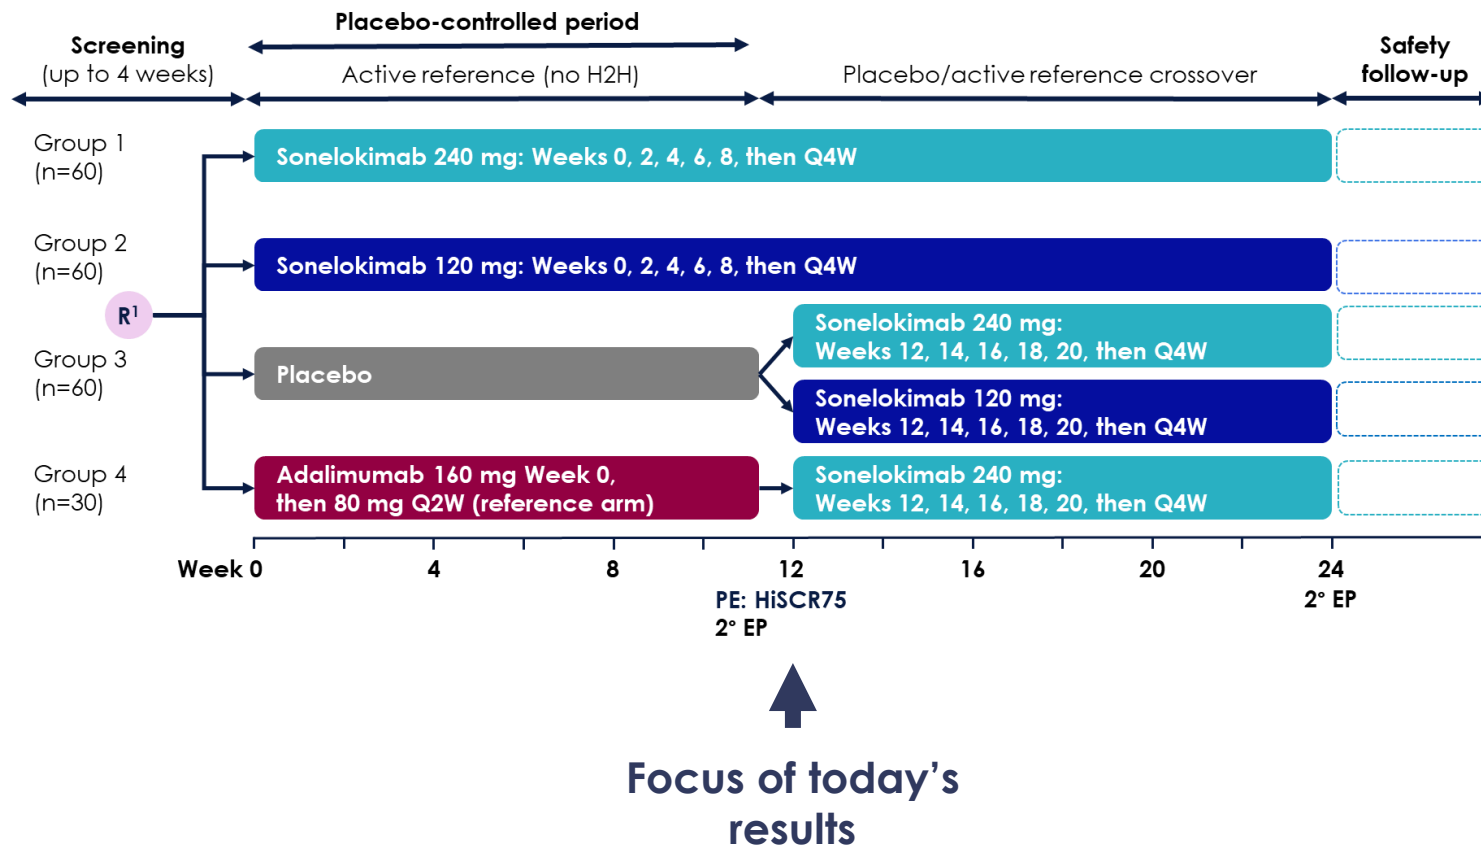 Placebo-controlled period
Screening
(up to 4 weeks)
Active reference (no H2H)
Placebo/active reference crossover
Safety
follow-up
Group 1
(n=60)
Sonelokimab 240 mg: Weeks 0, 2, 4, 6, 8, then Q4W
Group 2
(n=60)
Sonelokimab 120 mg: Weeks 0, 2, 4, 6, 8, then Q4W
R¹
Group 3
(n=60)
Placebo
Sonelokimab 240 mg:
Weeks 12, 14, 16, 18, 20, then Q4W
Sonelokimab 120 mg:
Weeks 12, 14, 16, 18, 20, then Q4W
Group 4
(n=30)
Adalimumab 160 mg Week 0,
then 80 mg Q2W (reference arm)
Sonelokimab 240 mg:
Weeks 12, 14, 16, 18, 20, then Q4W
Week 0 4 8 12 16 20 24
PE: HiSCR75
2° EP
2° EP
Focus of today’s
results